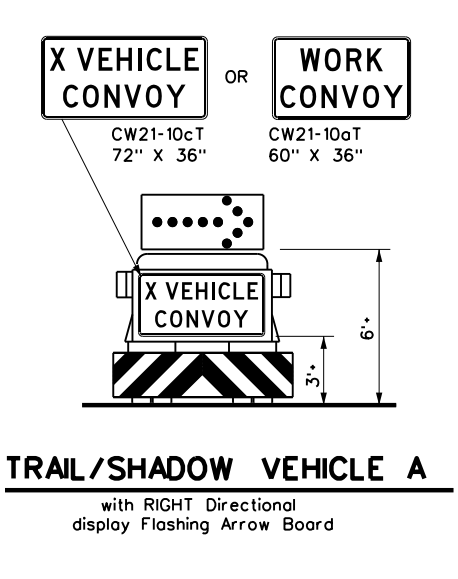 X VEHICLE
CONVOY
OR
WORK
CONVOY
CW21-10cT
72" X 36"
CW21-10aT
60" X 36"
X VEHICLE
CONVOY
6'+
3'+
TRAIL/SHADOW VEHICLE A
with RIGHT Directional
display Flashing Arrow Board